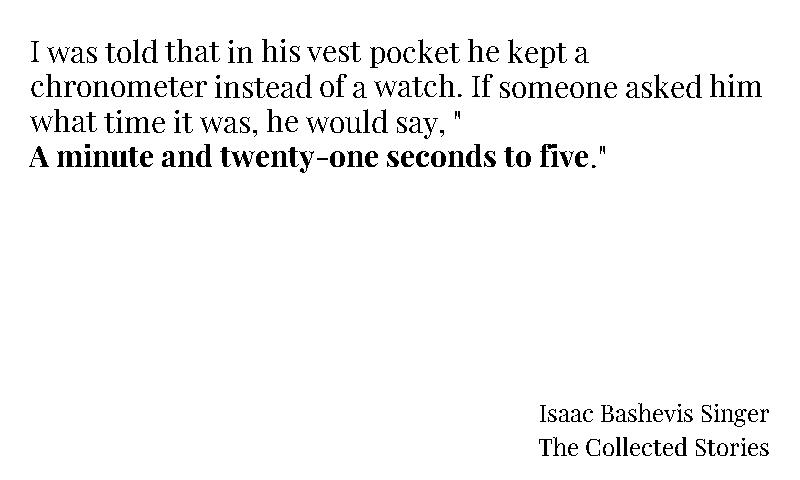 I was told that in his vest pocket he kept a
chronometer instead of a watch. If someone asked him
what time it was, he would say, "
A minute and twenty-one seconds to five."
Isaac Bashevis Singer
The Collected Stories